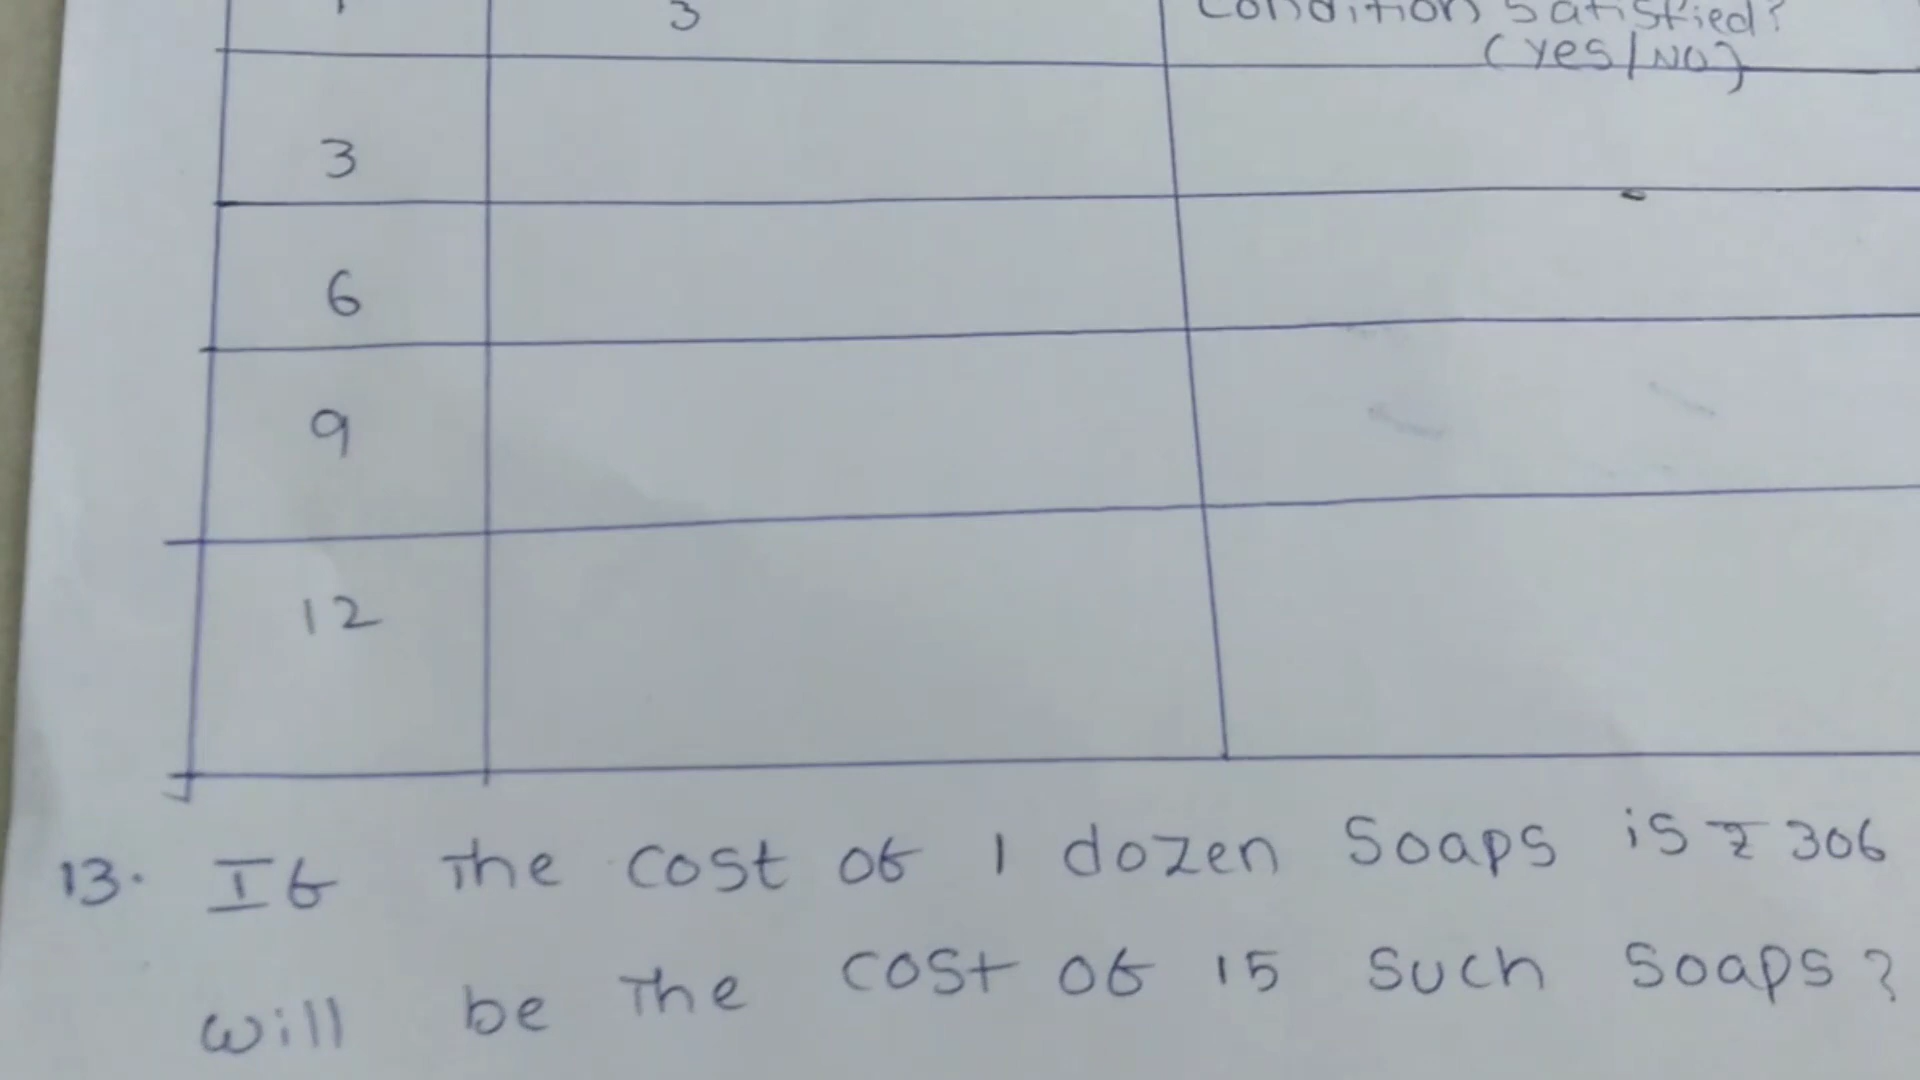 3 Condition satisfied?
(Yes/No)
3
6
9
12
13. If The cost of 1 dozen soaps is ₹ 306
will be The cost of 15 such soaps?